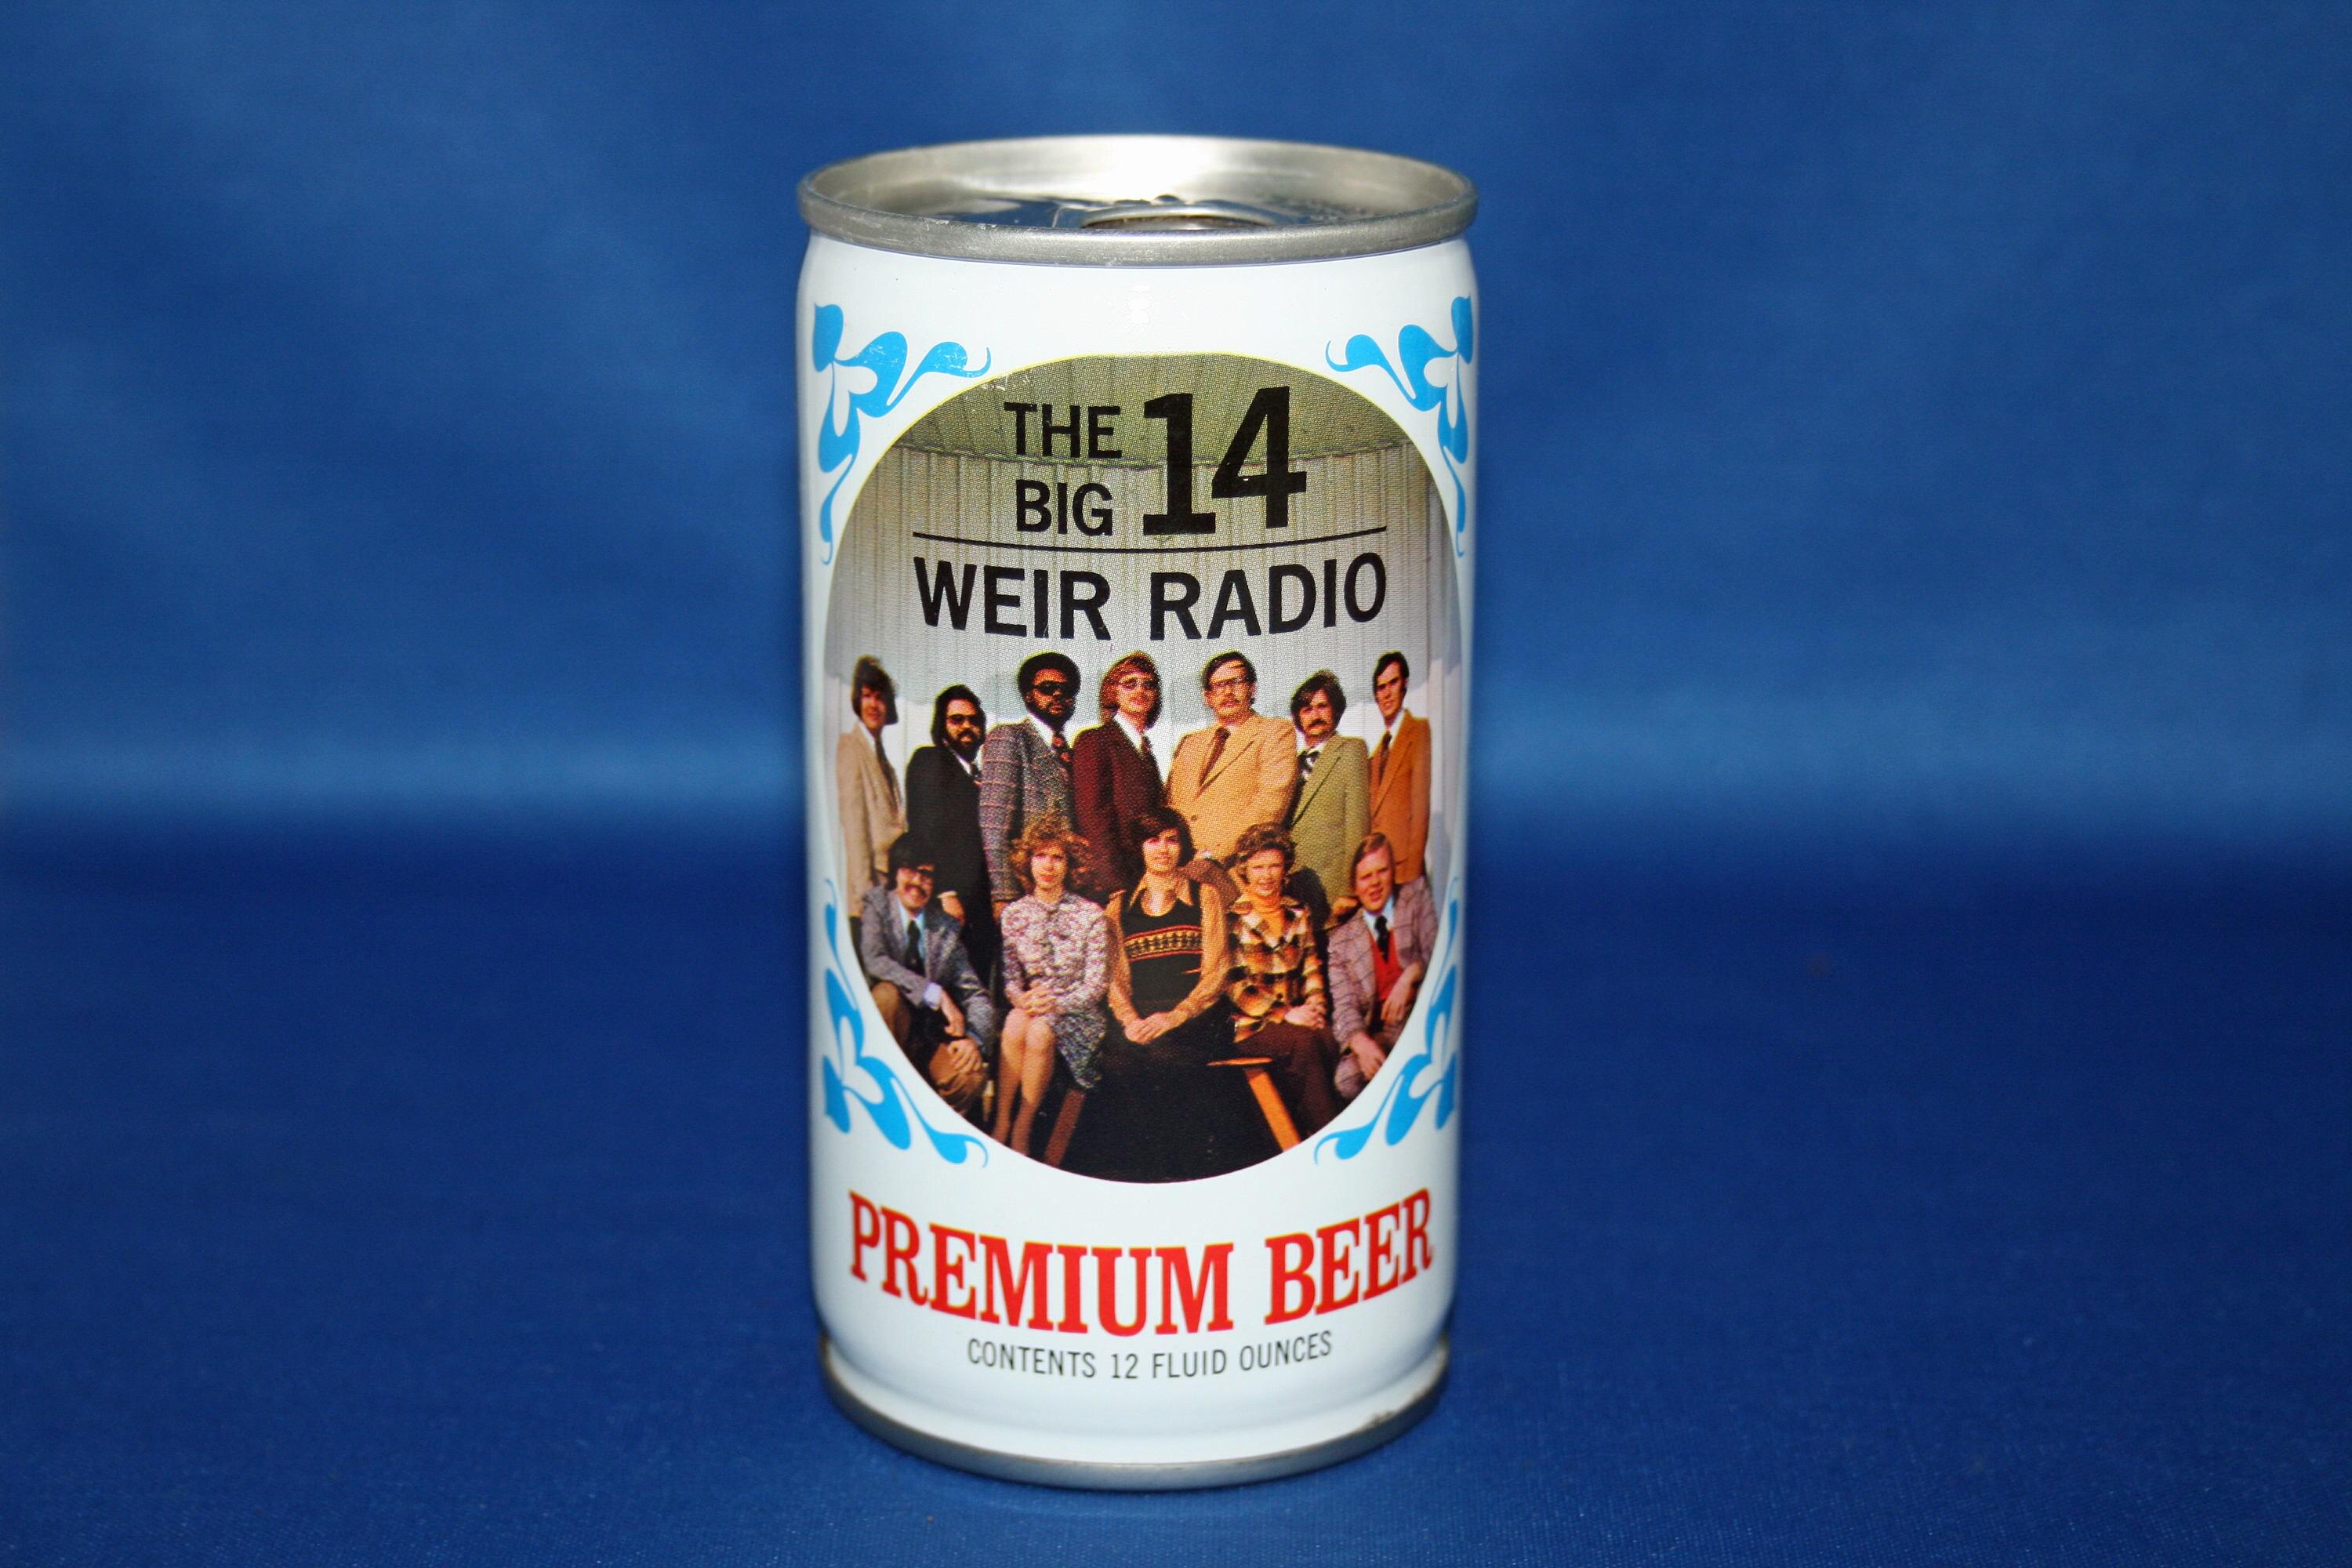 THE
BIG 14
WEIR RADIO
PREMIUM BEER
CONTENTS 12 FLUID OUNCES